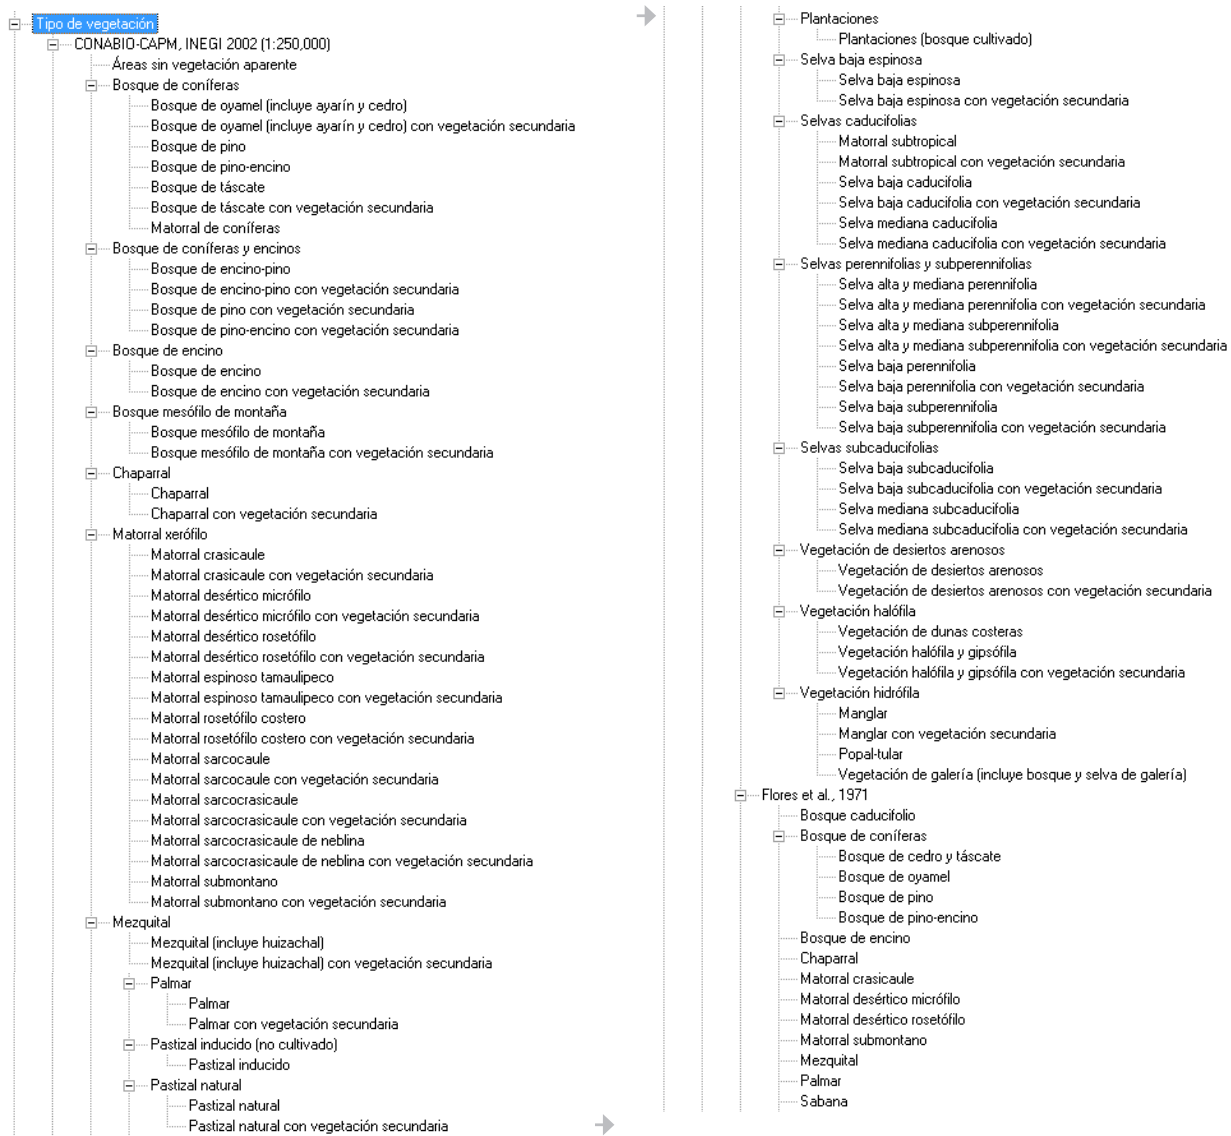 Tipo de vegetación
CONABIO-CAPM, INEGI 2002 (1:250,000)
Áreas sin vegetación aparente
Bosque de coníferas
Bosque de oyamel (incluye ayarín y cedro)
Bosque de oyamel (incluye ayarín y cedro) con vegetación secundaria
Bosque de pino
Bosque de pino-encino
Bosque de táscate
Bosque de táscate con vegetación secundaria
Matorral de coníferas
Bosque de coníferas y encinos
Bosque de encino-pino
Bosque de encino-pino con vegetación secundaria
Bosque de pino con vegetación secundaria
Bosque de pino-encino con vegetación secundaria
Bosque de encino
Bosque de encino
Bosque de encino con vegetación secundaria
Bosque mesófilo de montaña
Bosque mesófilo de montaña
Bosque mesófilo de montaña con vegetación secundaria
Chaparral
Chaparral
Chaparral con vegetación secundaria
Matorral xerófilo
Matorral crasicaule
Matorral crasicaule con vegetación secundaria
Matorral desértico micrófilo
Matorral desértico micrófilo con vegetación secundaria
Matorral desértico rosetófilo
Matorral desértico rosetófilo con vegetación secundaria
Matorral espinoso tamaulipeco
Matorral espinoso tamaulipeco con vegetación secundaria
Matorral rosetófilo costero
Matorral rosetófilo costero con vegetación secundaria
Matorral sarcocaule
Matorral sarcocaule con vegetación secundaria
Matorral sarcocrasicaule
Matorral sarcocrasicaule con vegetación secundaria
Matorral sarcocrasicaule de neblina
Matorral sarcocrasicaule de neblina con vegetación secundaria
Matorral submontano
Matorral submontano con vegetación secundaria
Mezquital
Mezquital (incluye huizachal)
Mezquital (incluye huizachal) con vegetación secundaria
Palmar
Palmar
Palmar con vegetación secundaria
Pastizal inducido (no cultivado)
Pastizal inducido
Pastizal natural
Pastizal natural
Pastizal natural con vegetación secundaria
Plantaciones
Plantaciones (bosque cultivado)
Selva baja espinosa
Selva baja espinosa
Selva baja espinosa con vegetación secundaria
Selvas caducifolias
Matorral subtropical
Matorral subtropical con vegetación secundaria
Selva baja caducifolia
Selva baja caducifolia con vegetación secundaria
Selva mediana caducifolia
Selva mediana caducifolia con vegetación secundaria
Selvas perennifolias y subperennifolias
Selva alta y mediana perennifolia
Selva alta y mediana perennifolia con vegetación secundaria
Selva alta y mediana subperennifolia
Selva alta y mediana subperennifolia con vegetación secundaria
Selva baja perennifolia
Selva baja perennifolia con vegetación secundaria
Selva baja subperennifolia
Selva baja subperennifolia con vegetación secundaria
Selvas subcaducifolias
Selva baja subcaducifolia
Selva baja subcaducifolia con vegetación secundaria
Selva mediana subcaducifolia
Selva mediana subcaducifolia con vegetación secundaria
Vegetación de desiertos arenosos
Vegetación de desiertos arenosos
Vegetación de desiertos arenosos con vegetación secundaria
Vegetación halófila
Vegetación de dunas costeras
Vegetación halófila y gipsófila
Vegetación halófila y gipsófila con vegetación secundaria
Vegetación hidrófila
Manglar
Manglar con vegetación secundaria
Popal-tular
Vegetación de galería (incluye bosque y selva de galería)
Flores et al., 1971
Bosque caducifolio
Bosque de coníferas
Bosque de cedro y táscate
Bosque de oyamel
Bosque de pino
Bosque de pino-encino
Bosque de encino
Chaparral
Matorral crasicaule
Matorral desértico micrófilo
Matorral desértico rosetófilo
Matorral submontano
Mezquital
Palmar
Sabana